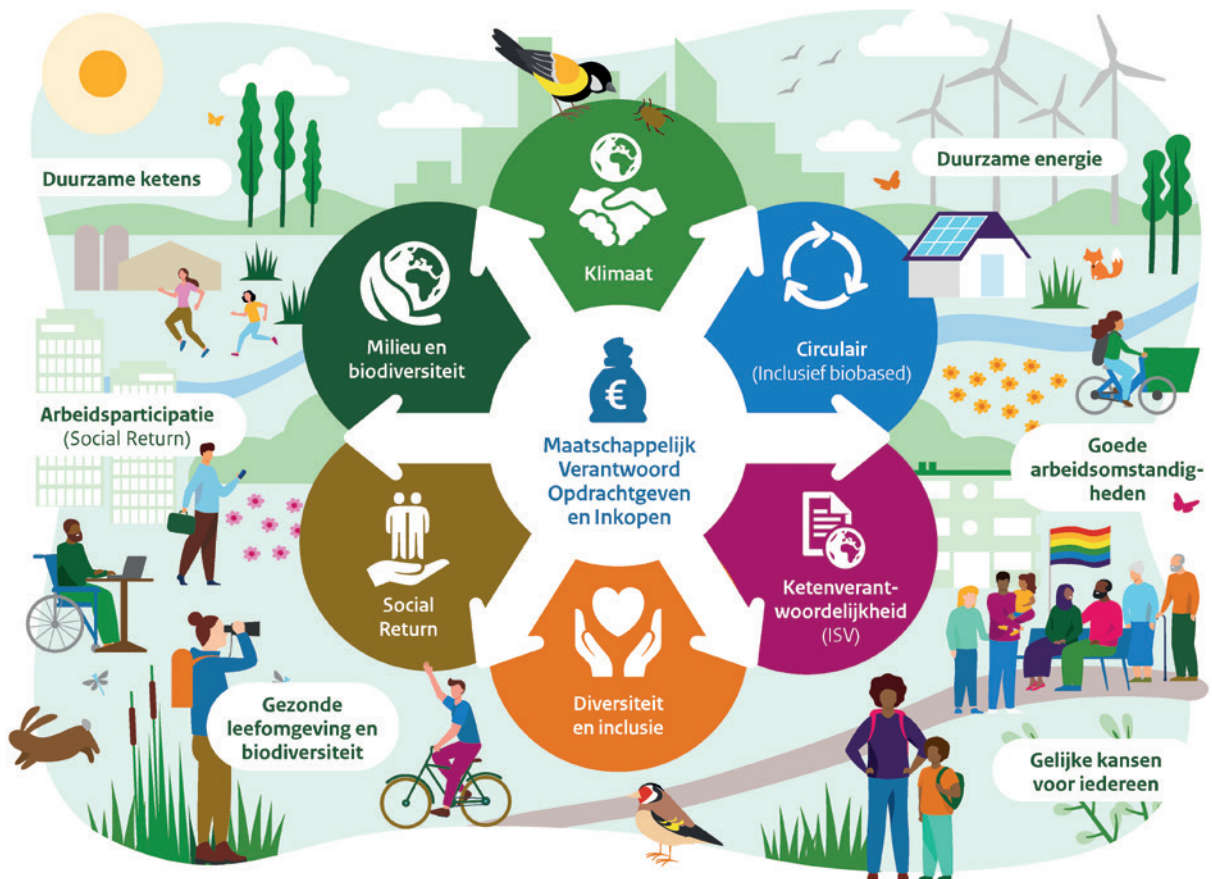 Duurzame ketens
Duurzame energie
Klimaat
Milieu en
biodiversiteit
Circulair
(Inclusief biobased)
€
Maatschappelijk
Verantwoord
Opdrachtgeven
en Inkopen
Arbeidsparticipatie
(Social Return)
Goede
arbeidsomstandig-
heden
Social
Return
Ketenverant-
woordelijkheid
(ISV)
Diversiteit
en inclusie
Gezonde
leefomgeving en
biodiversiteit
Gelijke kansen
voor iedereen